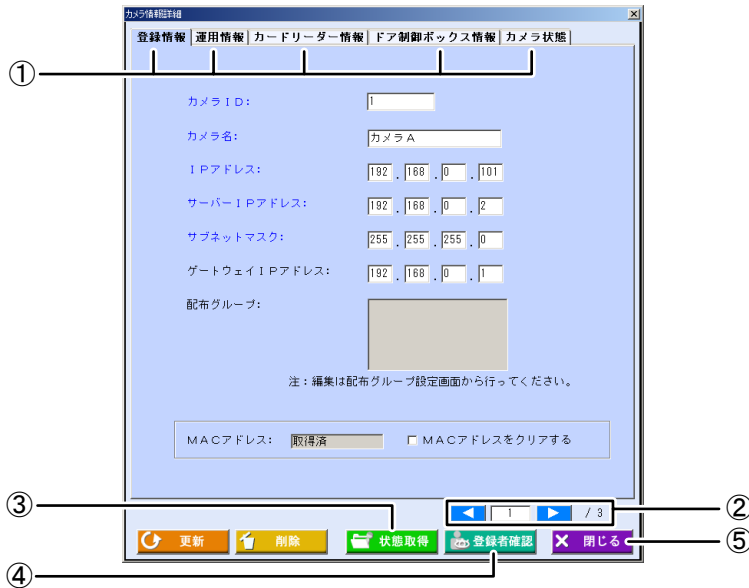 カメラ情報詳細
登録情報 運用情報 カードリーダー情報 ドア制御ボックス情報 カメラ状態
①
カメラID: 1
カメラ名: カメラA
IPアドレス: 192 . 168 . 0 . 101
サーバーIPアドレス: 192 . 168 . 0 . 2
サブネットマスク: 255 . 255 . 255 . 0
ゲートウェイIPアドレス: 192 . 168 . 0 . 1
配布グループ:
注:編集は配布グループ設定画面から行ってください。
MACアドレス: 取得済 MACアドレスをクリアする
③ 1 / 3 ②
更新 削除 状態取得 登録者確認 閉じる ⑤
④